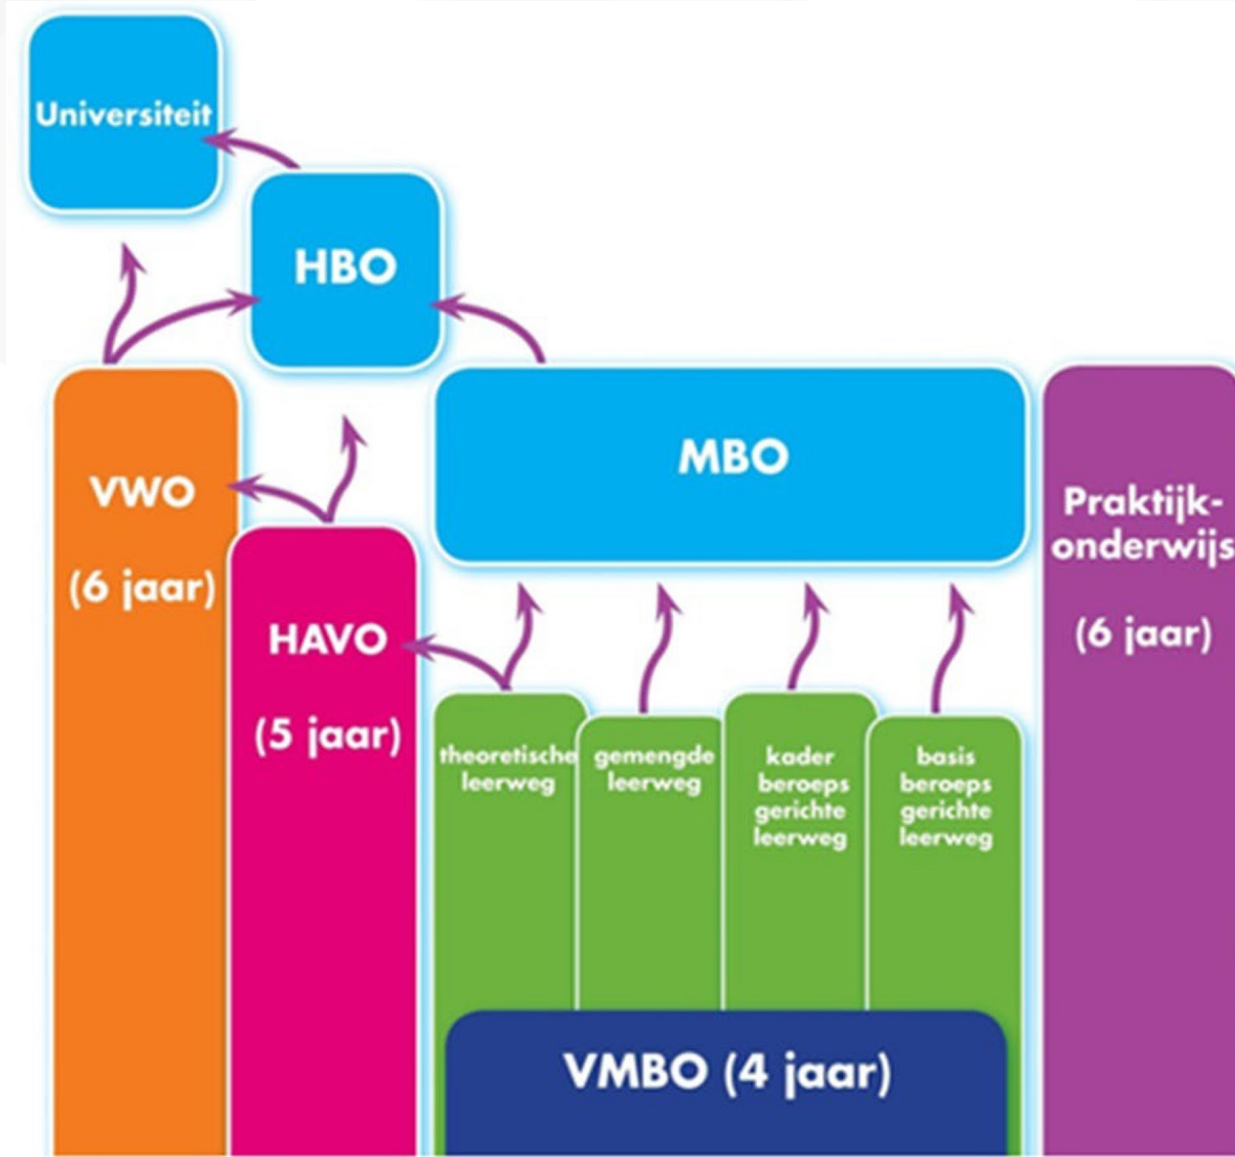 Universiteit
HBO
MBO
VWO
(6 jaar)
HAVO
(5 jaar)
Praktijk-
onderwijs
(6 jaar)
theoretische
leerweg
gemengde
leerweg
kader
beroeps
gerichte
leerweg
basis
beroeps
gerichte
leerweg
VMBO (4 jaar)